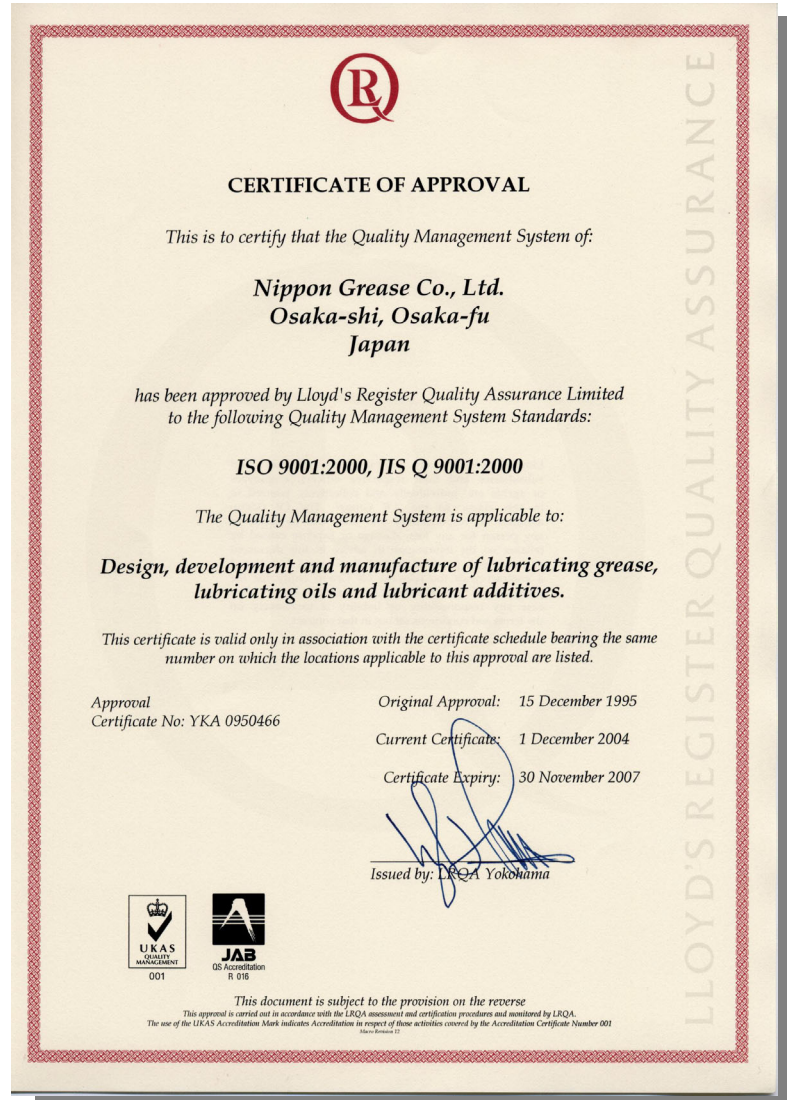 LRQ
CERTIFICATE OF APPROVAL
This is to certify that the Quality Management System of:
Nippon Grease Co., Ltd.
Osaka-shi, Osaka-fu
Japan
has been approved by Lloyd's Register Quality Assurance Limited
to the following Quality Management System Standards:
ISO 9001:2000, JIS Q 9001:2000
The Quality Management System is applicable to:
Design, development and manufacture of lubricating grease,
lubricating oils and lubricant additives.
This certificate is valid only in association with the certificate schedule bearing the same
number on which the locations applicable to this approval are listed.
Approval
Certificate No: YKA 0950466
Original Approval: 15 December 1995
Current Certificate: 1 December 2004
Certificate Expiry: 30 November 2007
Issued by: LRQA Yokohama
UKAS
QUALITY
MANAGEMENT
001
JAB
QS Accreditation
R 016
This document is subject to the provision on the reverse
This approval is carried out in accordance with the LRQA assessment and certification procedures and monitored by LRQA.
The use of the UKAS Accreditation Mark indicates Accreditation in respect of those activities covered by the Accreditation Certificate Number 001
Macro Revision 12
LLOYD'S REGISTER QUALITY ASSURANCE